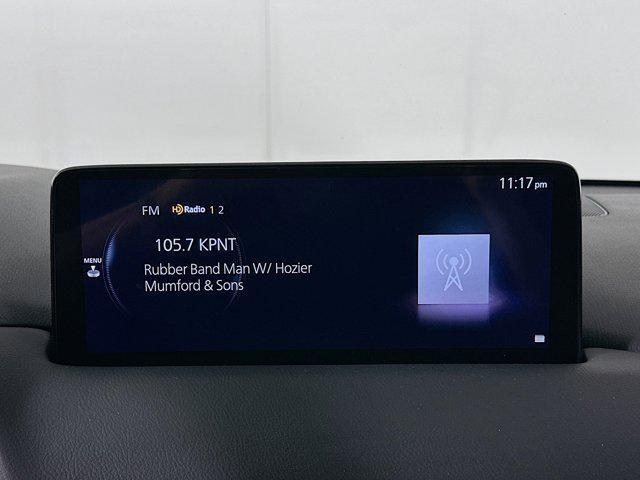 11:17 pm
FM HD Radio 1 2
105.7 KPNT
MENU
Rubber Band Man W/ Hozier
Mumford & Sons